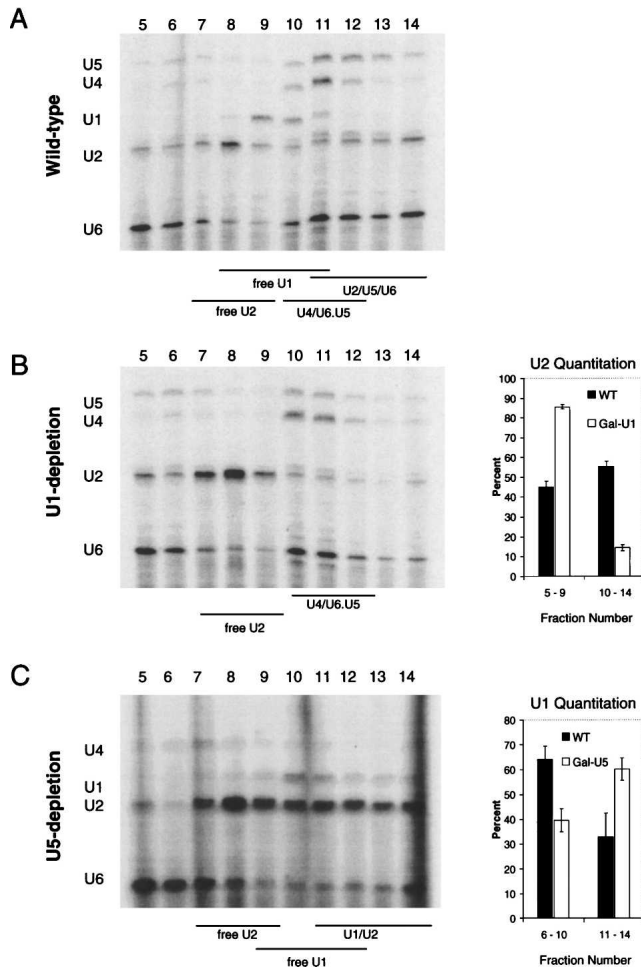 A
5 6 7 8 9 10 11 12 13 14
Wild-type
U5
U4
U1
U2
U6
free U1
U2/U5/U6
free U2
U4/U6.U5
B
5 6 7 8 9 10 11 12 13 14
U1-depletion
U5
U4
U2
U6
U4/U6.U5
free U2
U2 Quantitation
Percent
100
90
80
70
60
50
40
30
20
10
0
WT
Gal-U1
5 - 9 10 - 14
Fraction Number
C
5 6 7 8 9 10 11 12 13 14
U5-depletion
U4
U1
U2
U6
free U2
U1/U2
free U1
U1 Quantitation
Percent
80
70
60
50
40
30
20
10
0
WT
Gal-U5
6 - 10 11 - 14
Fraction Number